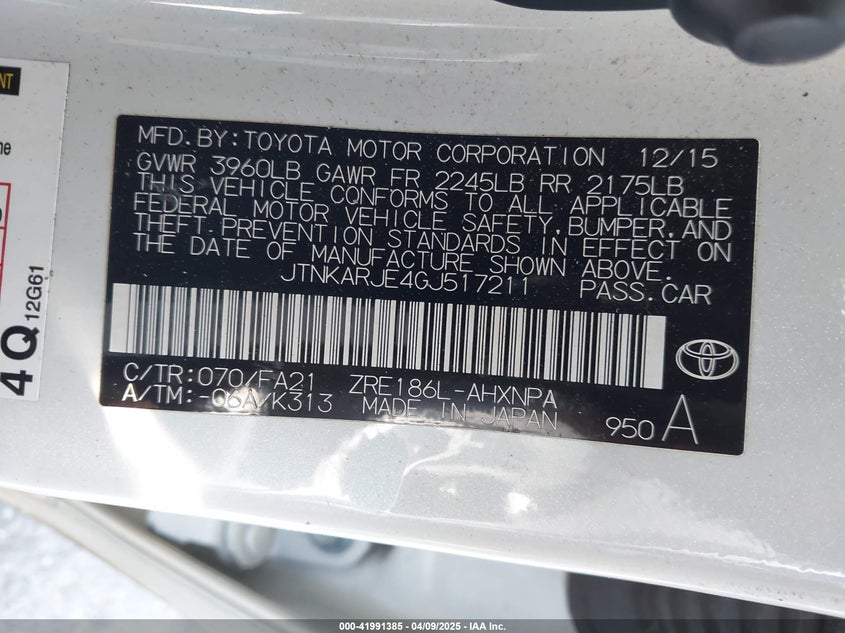 MFD.BY:TOYOTA MOTOR CORPORATION 12/15
GVWR 3960LB GAWR FR 2245LB RR 2175LB
THIS VEHICLE CONFORMS TO ALL APPLICABLE
FEDERAL MOTOR VEHICLE SAFETY,BUMPER,AND
THEFT PREVENTION STANDARDS IN EFFECT ON
THE DATE OF MANUFACTURE SHOWN ABOVE.
JTNKARJE4GJ517211 PASS.CAR
C/TR:070/FA21 ZRE186L-AHXNPA
A/TM:-06A/K313 MADE IN JAPAN 950A
4Q
12G61
000-41991385 | 04/09/2025 | IAA Inc.